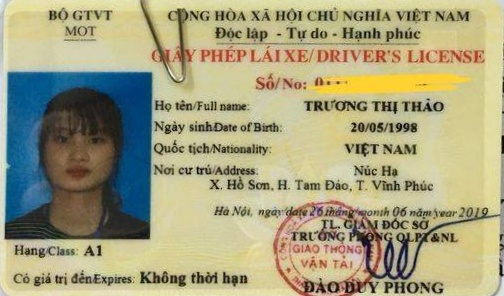 BỘ GTVT
MOT
CỘNG HÒA XÃ HỘI CHỦ NGHĨA VIỆT NAM
Độc lập - Tự do - Hạnh phúc
GIẤY PHÉP LÁI XE/DRIVER'S LICENSE
Số/No:
Họ tên/Full name: TRƯƠNG THỊ THẢO
Ngày sinh/Date of Birth: 20/05/1998
Quốc tịch/Nationality: VIỆT NAM
Nơi cư trú/Address: Núc Hạ
X. Hồ Sơn, H. Tam Đảo, T. Vĩnh Phúc
Hà Nội, ngày/date 26 tháng/month 06 năm/year 2019
TL. GIÁM ĐỐC SỞ
TRƯỞNG PHÒNG QLPT&NL
GIAO THÔNG
VẬN TẢI
Hạng/Class: A1
Có giá trị đến/Expires: Không thời hạn
ĐÀO DUY PHONG